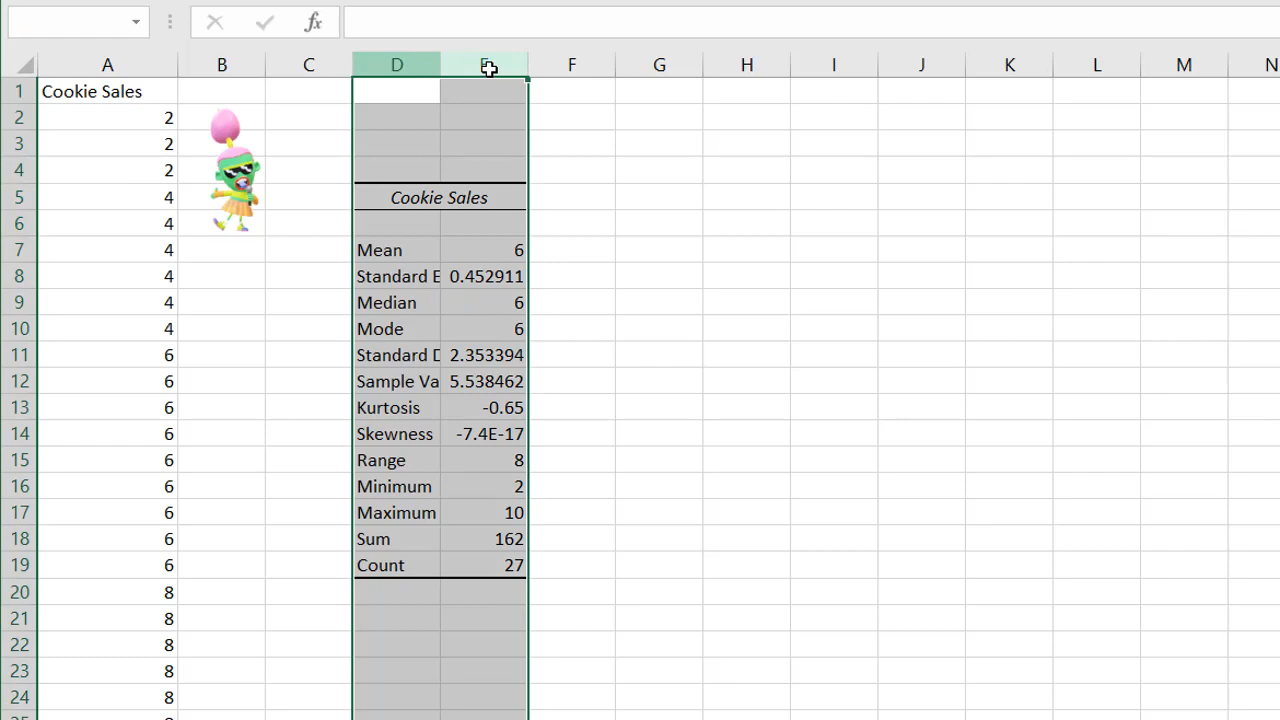 fx
A B C D E F G H I J K L M N
1 Cookie Sales
2 2
3 2
4 2
5 4 Cookie Sales
6 4
7 4 Mean 6
8 4 Standard E 0.452911
9 4 Median 6
10 4 Mode 6
11 6 Standard D 2.353394
12 6 Sample Va 5.538462
13 6 Kurtosis -0.65
14 6 Skewness -7.4E-17
15 6 Range 8
16 6 Minimum 2
17 6 Maximum 10
18 6 Sum 162
19 6 Count 27
20 8
21 8
22 8
23 8
24 8